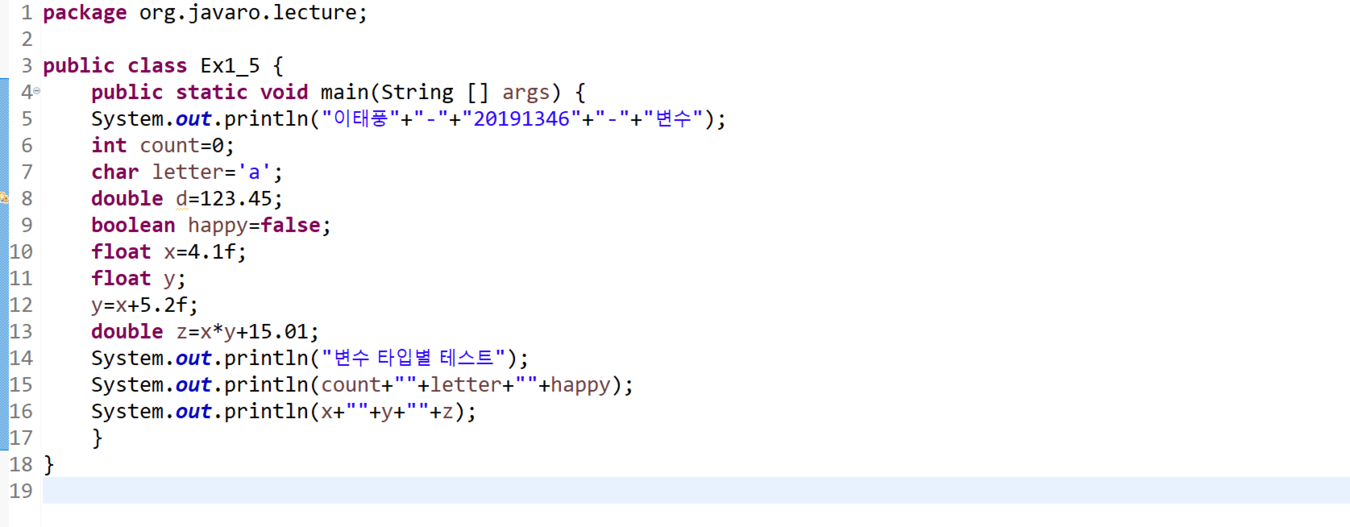 1 package org.javaro.lecture;
2
3 public class Ex1_5 {
4 public static void main(String [] args) {
5 System.out.println("이태풍"+"-"+"20191346"+"-"+"변수");
6 int count=0;
7 char letter='a';
8 double d=123.45;
9 boolean happy=false;
10 float x=4.1f;
11 float y;
12 y=x+5.2f;
13 double z=x*y+15.01;
14 System.out.println("변수 타입별 테스트");
15 System.out.println(count+""+letter+""+happy);
16 System.out.println(x+""+y+""+z);
17 }
18 }
19